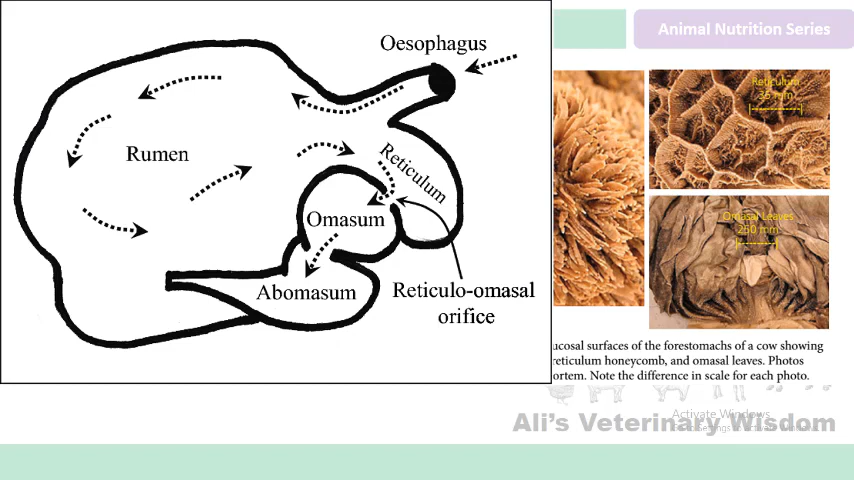 Animal Nutrition Series
Oesophagus
Rumen
Reticulum
Omasum
Abomasum
Reticulo-omasal
orifice
Reticulum
35 mm
Omasal Leaves
250 mm
ucosal surfaces of the forestomachs of a cow showing
reticulum honeycomb, and omasal leaves. Photos
ortem. Note the difference in scale for each photo.
Activate Windows
Ali's Veterinary Wisdom